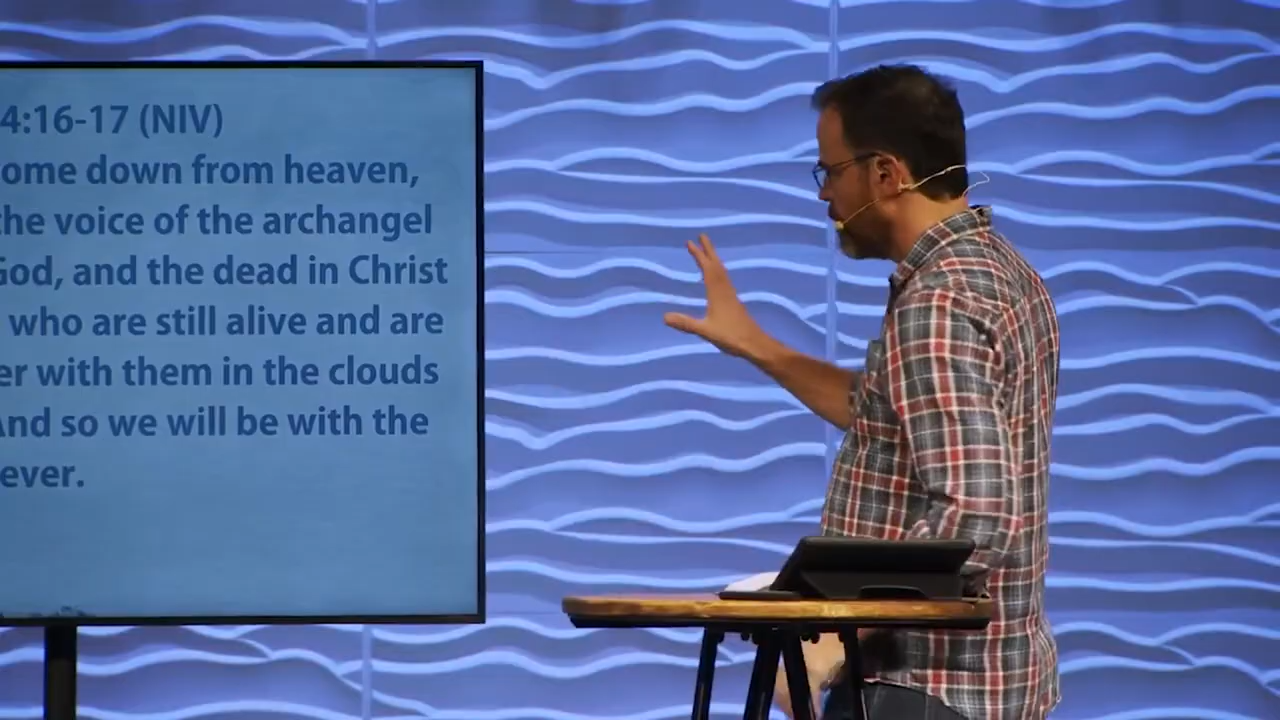 4:16-17 (NIV)
ome down from heaven,
the voice of the archangel
God, and the dead in Christ
who are still alive and are
er with them in the clouds
And so we will be with the
ever.